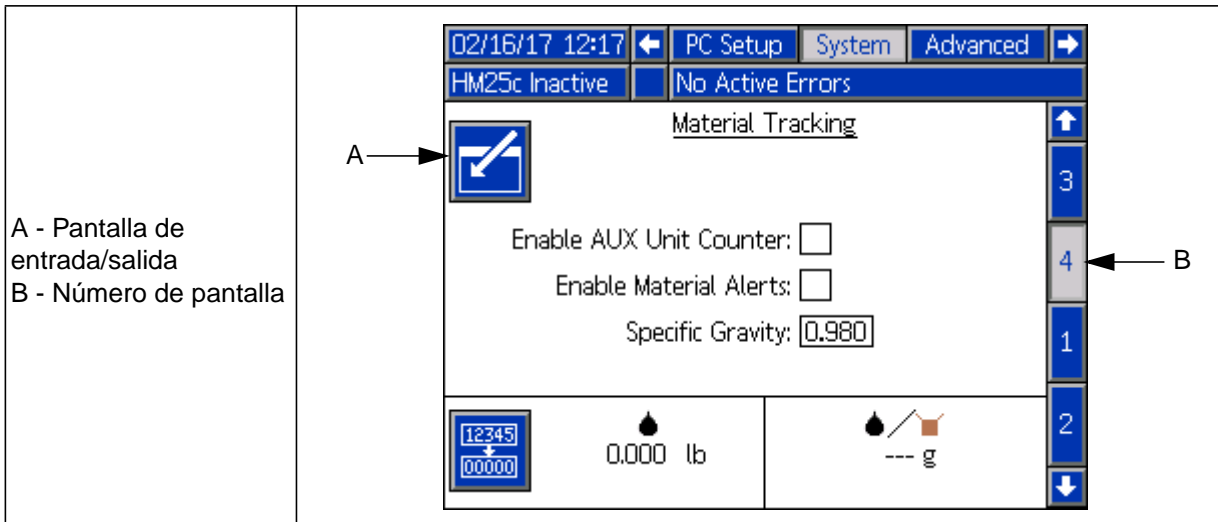 A - Pantalla de
entrada/salida
B - Número de pantalla
02/16/17 12:17 PC Setup System Advanced
HM25c Inactive No Active Errors
Material Tracking
A
3
Enable AUX Unit Counter:
4
B
Enable Material Alerts:
Specific Gravity: 0.980
1
2
12345
00000
0.000 lb
/
--- g